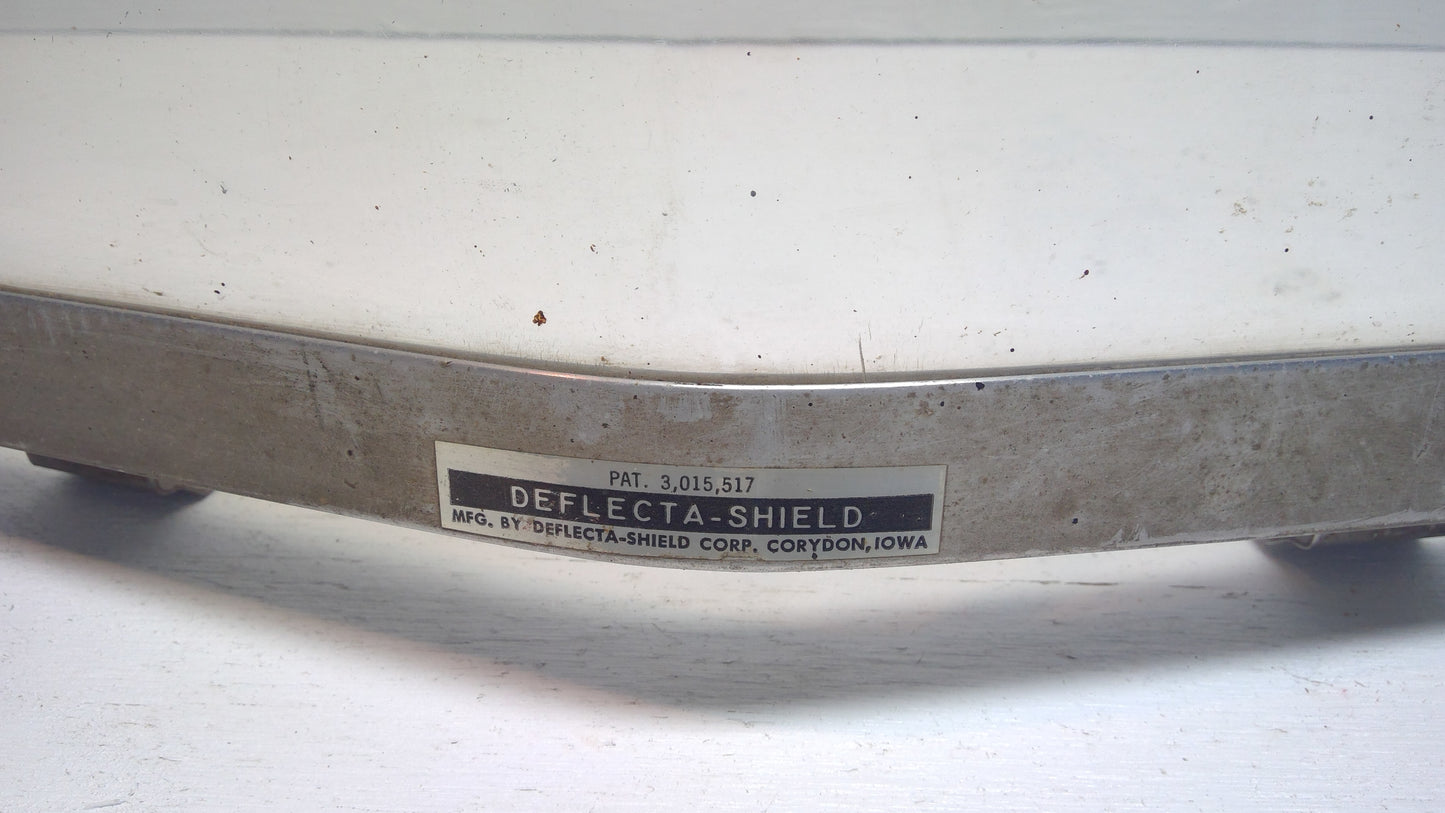 PAT. 3,015,517
DEFLECTA-SHIELD
MFG. BY DEFLECTA-SHIELD CORP. CORYDON, IOWA